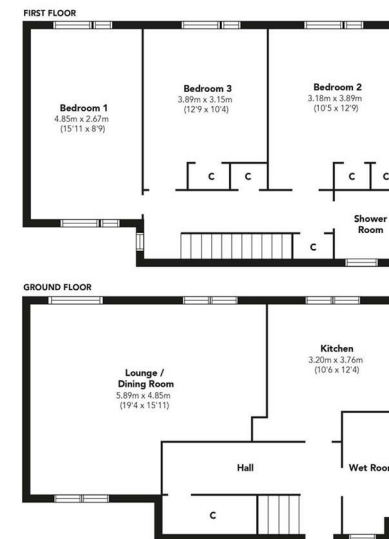 FIRST FLOOR
Bedroom 1
4.85m x 2.67m
(15'11 x 8'9)
Bedroom 3
3.89m x 3.15m
(12'9 x 10'4)
Bedroom 2
3.18m x 3.89m
(10'5 x 12'9)
C
C
C
C
Shower
Room
C
GROUND FLOOR
Lounge /
Dining Room
5.89m x 4.85m
(19'4 x 15'11)
Kitchen
3.20m x 3.76m
(10'6 x 12'4)
Hall
Wet Roo
C